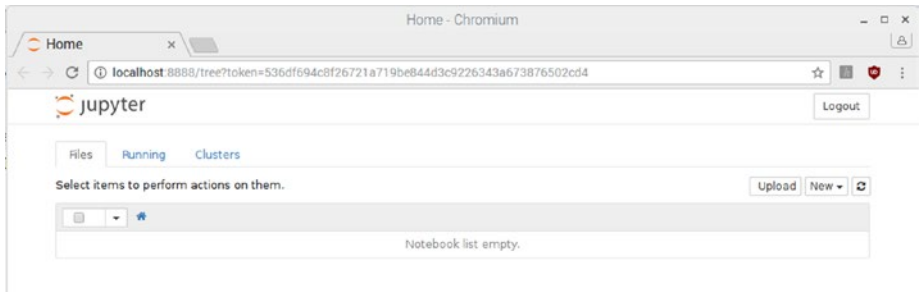 Home - Chromium
Home
localhost:8888/tree?token=536df694c8f26721a719be844d3c9226343a673876502cd4
jupyter
Logout
Files Running Clusters
Select items to perform actions on them.
Upload New
Notebook list empty.